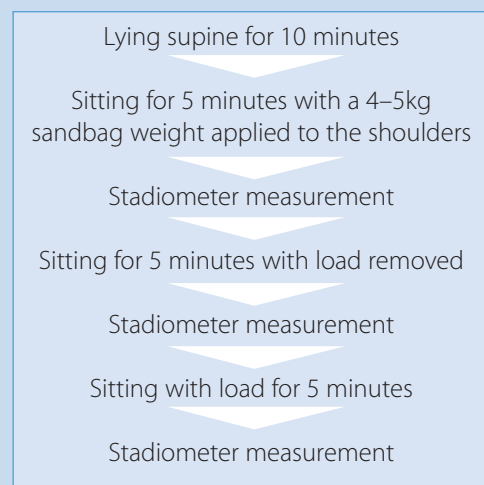 Lying supine for 10 minutes
Sitting for 5 minutes with a 4–5kg
sandbag weight applied to the shoulders
Stadiometer measurement
Sitting for 5 minutes with load removed
Stadiometer measurement
Sitting with load for 5 minutes
Stadiometer measurement